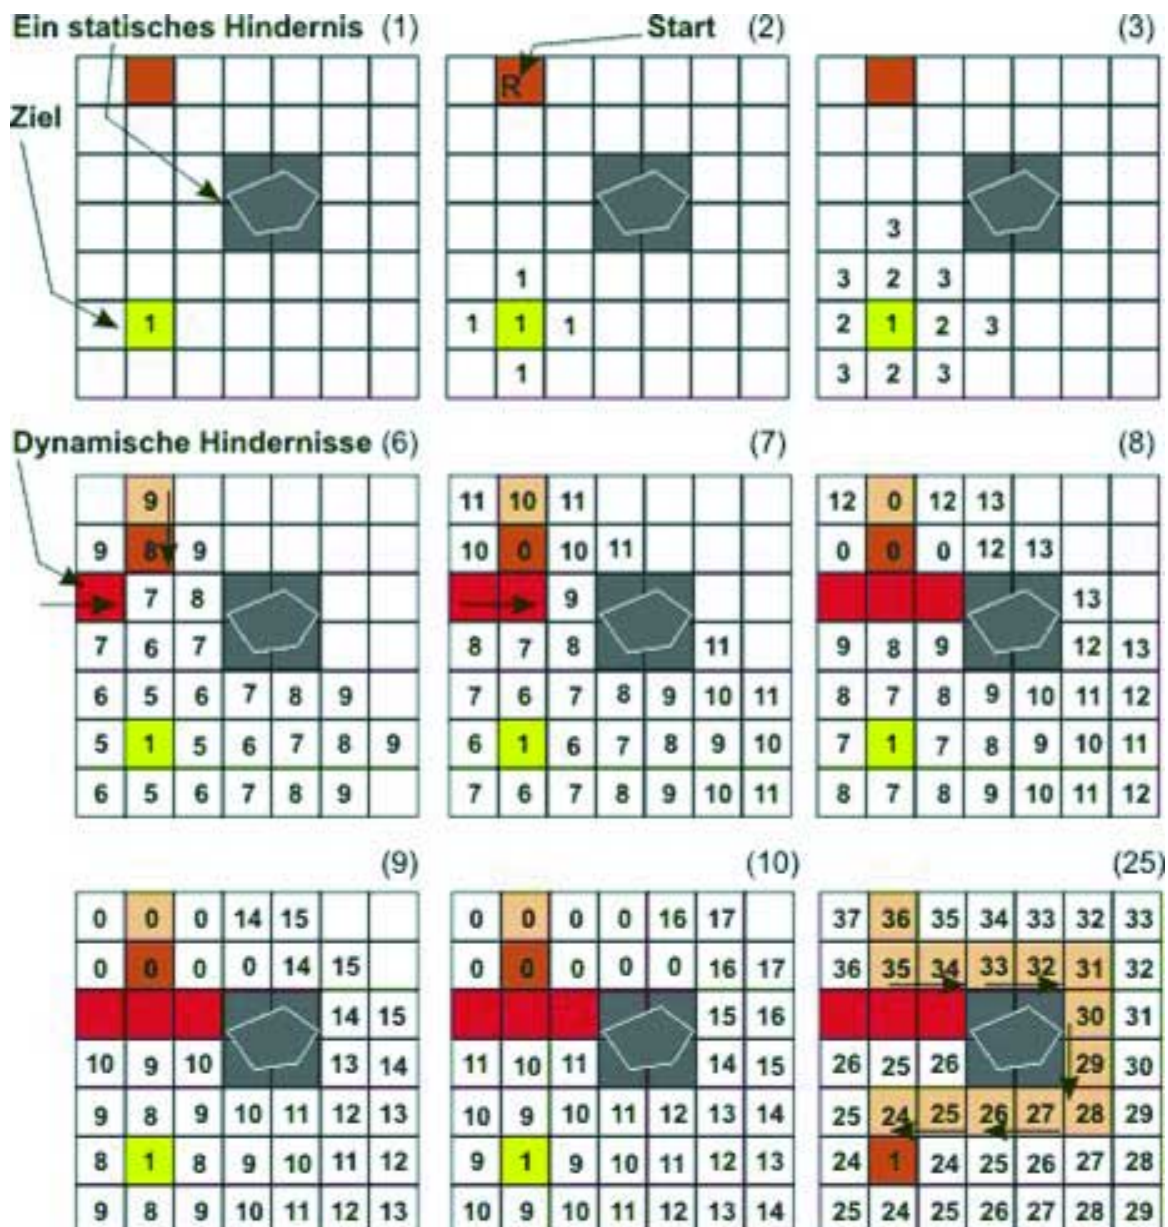 Ein statisches Hindernis (1) Start (2) (3)
R
Ziel
3
1 3 2 3
1 1 1 1 2 1 2 3
1 3 2 3
Dynamische Hindernisse (6) (7) (8)
9 11 10 11 12 0 12 13
9 8 9 10 0 10 11 0 0 0 12 13
7 8 9 13
7 6 7 8 7 8 11 9 8 9 12 13
6 5 6 7 8 9 7 6 7 8 9 10 11 8 7 8 9 10 11 12
5 1 5 6 7 8 9 6 1 6 7 8 9 10 7 1 7 8 9 10 11
6 5 6 7 8 9 7 6 7 8 9 10 11 8 7 8 9 10 11 12
(9) (10) (25)
0 0 0 14 15 0 0 0 0 16 17 37 36 35 34 33 32 33
0 0 0 0 14 15 0 0 0 0 0 16 17 36 35 34 33 32 31 32
14 15 15 16 30 31
10 9 10 13 14 11 10 11 14 15 26 25 26 29 30
9 8 9 10 11 12 13 10 9 10 11 12 13 14 25 24 25 26 27 28 29
8 1 8 9 10 11 12 9 1 9 10 11 12 13 24 1 24 25 26 27 28
9 8 9 10 11 12 13 10 9 10 11 12 13 14 25 24 25 26 27 28 29